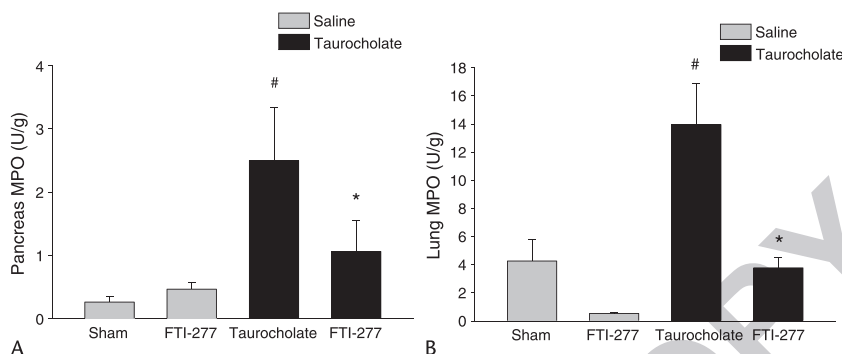 Saline
Taurocholate
4
3
2
1
0
Pancreas MPO (U/g)
#
*
Sham FTI-277 Taurocholate FTI-277
A
Saline
Taurocholate
18
16
14
12
10
8
6
4
2
0
Lung MPO (U/g)
#
*
Sham FTI-277 Taurocholate FTI-277
B